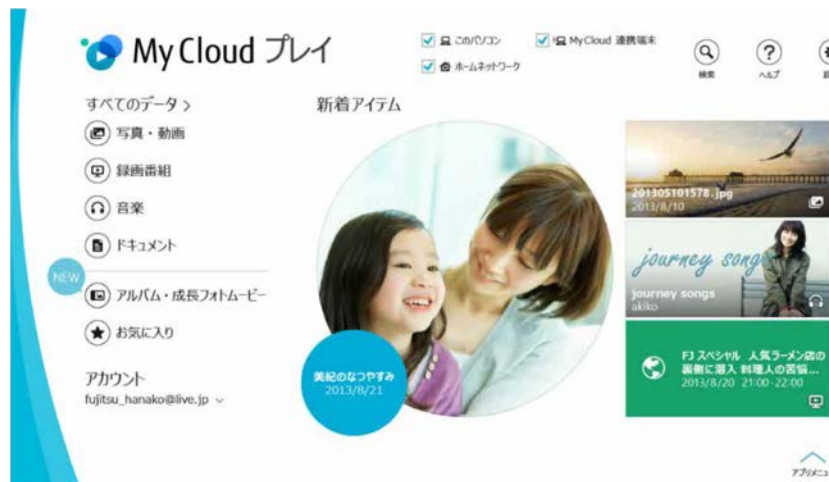 My Cloud プレイ
このパソコン
My Cloud 連携端末
ホームネットワーク
検索
ヘルプ
すべてのデータ >
新着アイテム
写真・動画
録画番組
音楽
ドキュメント
NEW
アルバム・成長フォトムービー
お気に入り
アカウント
fujitsu_hanako@live.jp
美紀のなつやすみ
2013/8/21
201305101578.jpg
2013/8/10
journey songs
journey songs
akiko
FJ スペシャル 人気ラーメン店の
裏側に潜入 料理人の苦悩...
2013/8/20 21:00-22:00
アプリメニュ